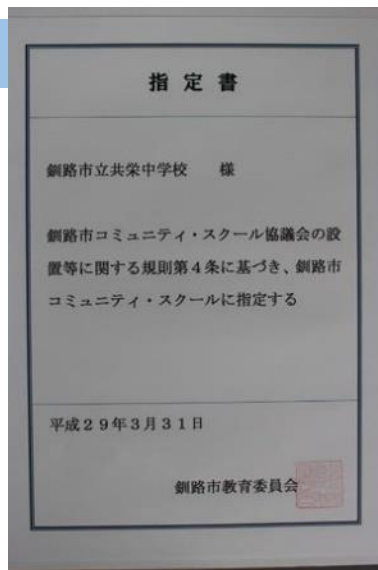 指定書
釧路市立共栄中学校　　様
釧路市コミュニティ・スクール協議会の設
置等に関する規則第４条に基づき、釧路市
コミュニティ・スクールに指定する
平成２９年３月３１日
釧路市教育委員会